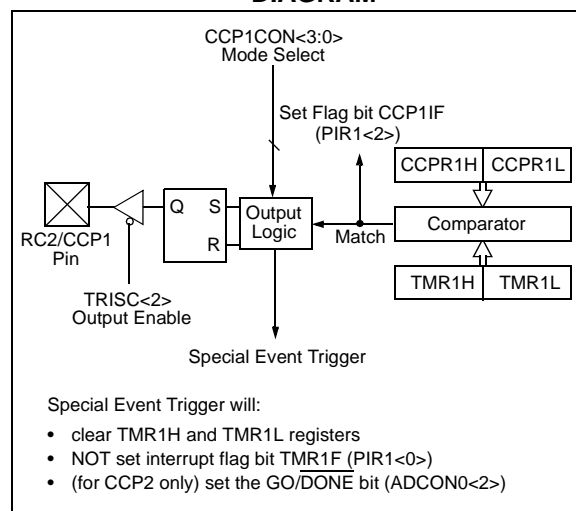 DIAGRAM
CCP1CON<3:0>
Mode Select
Set Flag bit CCP1IF
(PIR1<2>)
CCPR1H CCPR1L
Q S
R
Output
Logic
Match
Comparator
RC2/CCP1
Pin
TRISC<2>
Output Enable
TMR1H TMR1L
Special Event Trigger
Special Event Trigger will:
• clear TMR1H and TMR1L registers
• NOT set interrupt flag bit TMR1F (PIR1<0>)
• (for CCP2 only) set the GO/DONE bit (ADCON0<2>)